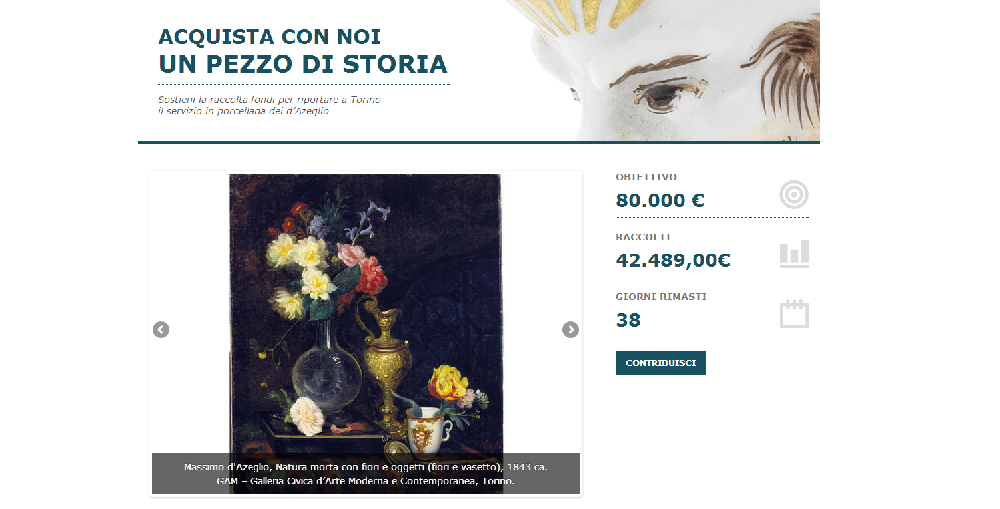 ACQUISTA CON NOI
UN PEZZO DI STORIA
Sostieni la raccolta fondi per riportare a Torino
il servizio in porcellana dei d’Azeglio
OBIETTIVO
80.000 €
RACCOLTI
42.489,00€
GIORNI RIMASTI
38
CONTRIBUISCI
Massimo d'Azeglio, Natura morta con fiori e oggetti (fiori e vasetto), 1843 ca.
GAM – Galleria Civica d’Arte Moderna e Contemporanea, Torino.